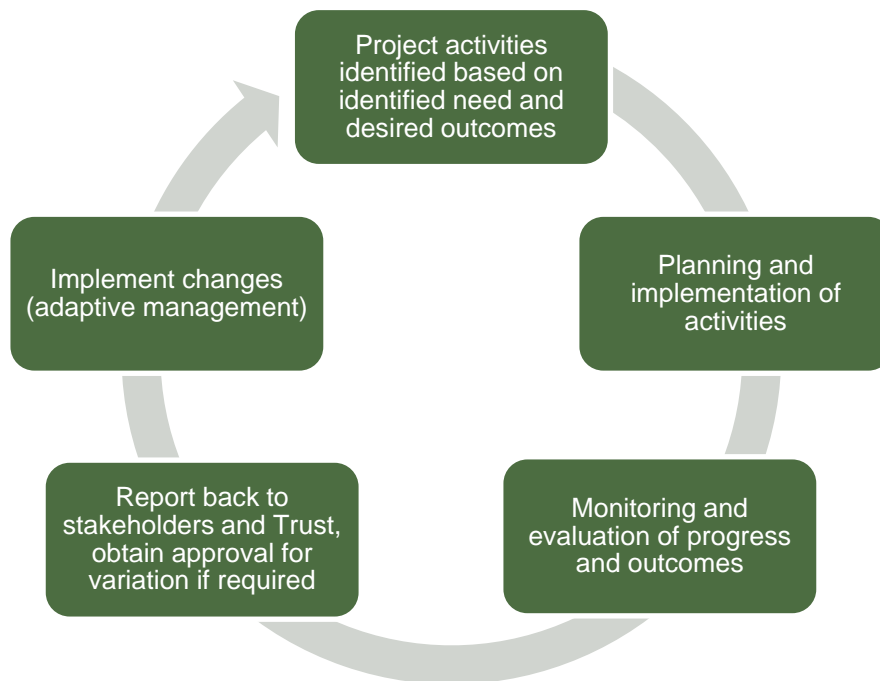 Project activities
identified based on
identified need and
desired outcomes
Planning and
implementation of
activities
Monitoring and
evaluation of progress
and outcomes
Report back to
stakeholders and Trust,
obtain approval for
variation if required
Implement changes
(adaptive management)